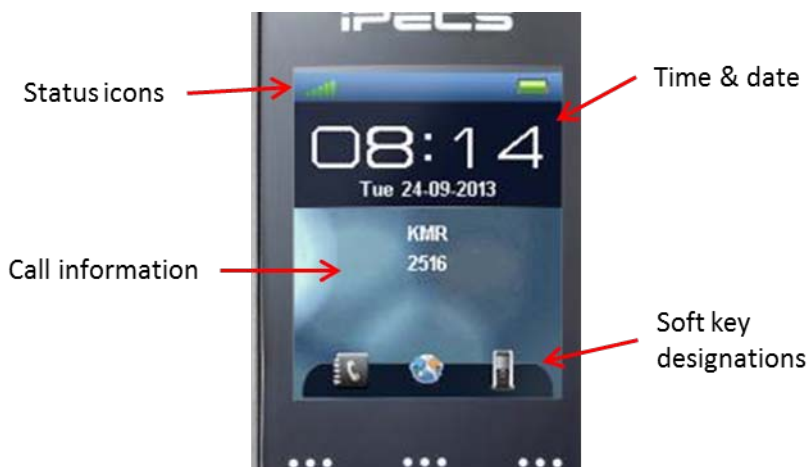 iPECS
Status icons
Time & date
08:14
Tue 24-09-2013
KMR
2516
Call information
Soft key
designations